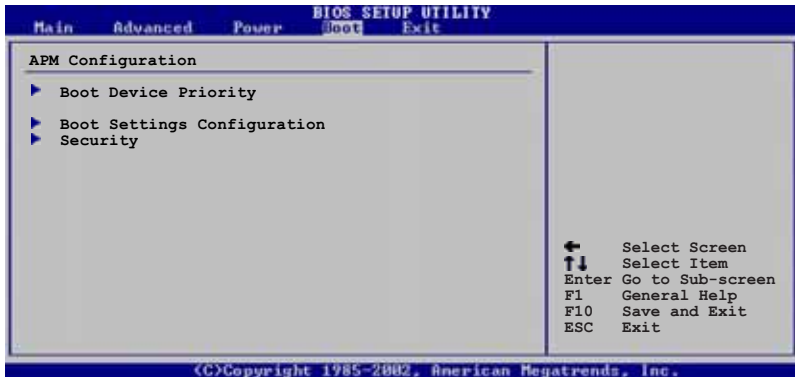 BIOS SETUP UTILITY
Main Advanced Power Boot Exit
APM Configuration
Boot Device Priority
Boot Settings Configuration
Security
Select Screen
↑↓ Select Item
Enter Go to Sub-screen
F1 General Help
F10 Save and Exit
ESC Exit
(C)Copyright 1985-2002, American Megatrends, Inc.